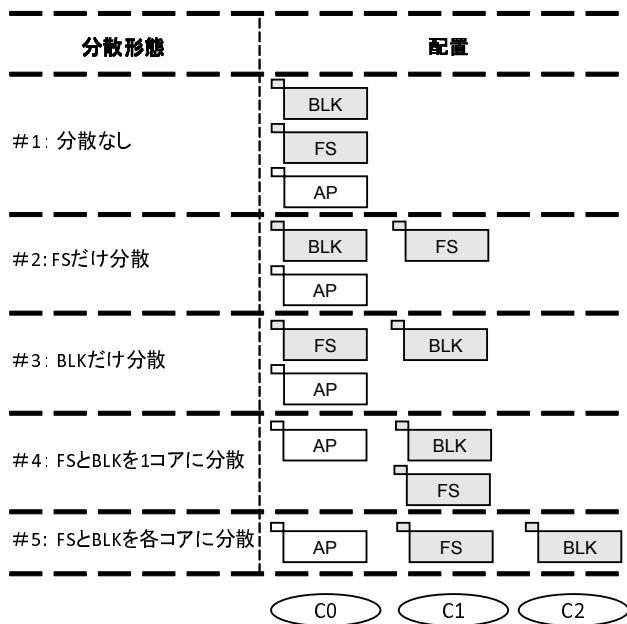 分散形態 配置
BLK
#1: 分散なし FS
AP
#2:FSだけ分散 BLK FS
AP
#3: BLKだけ分散 FS BLK
AP
#4: FSとBLKを1コアに分散 AP BLK
FS
#5: FSとBLKを各コアに分散 AP FS BLK
C0 C1 C2